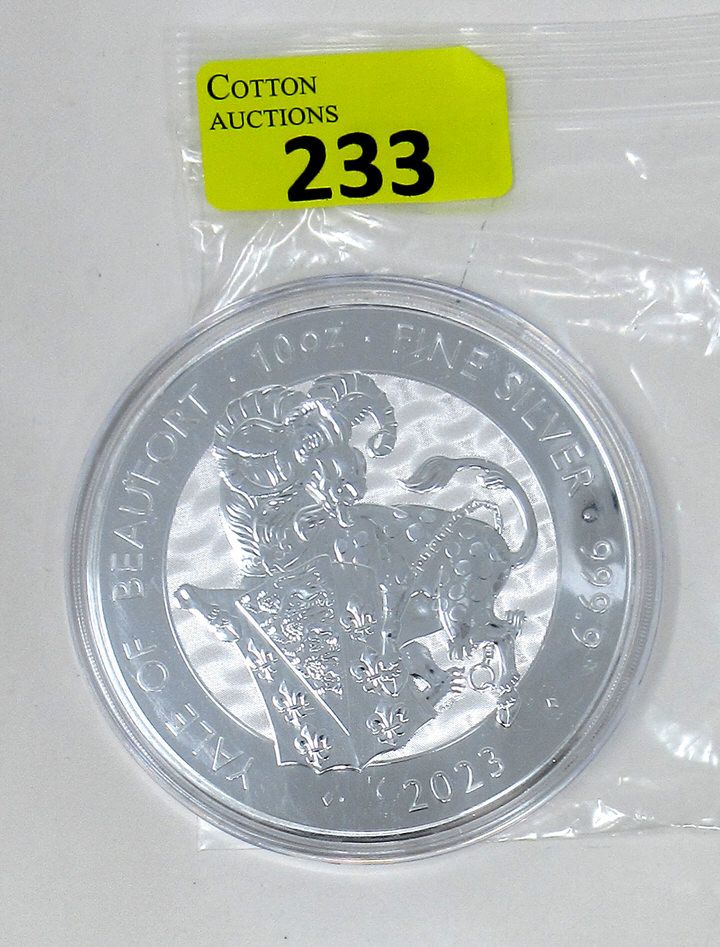 COTTON
AUCTIONS
233
YALE OF BEAUFORT · 10oz · FINE SILVER · 999.9
2023